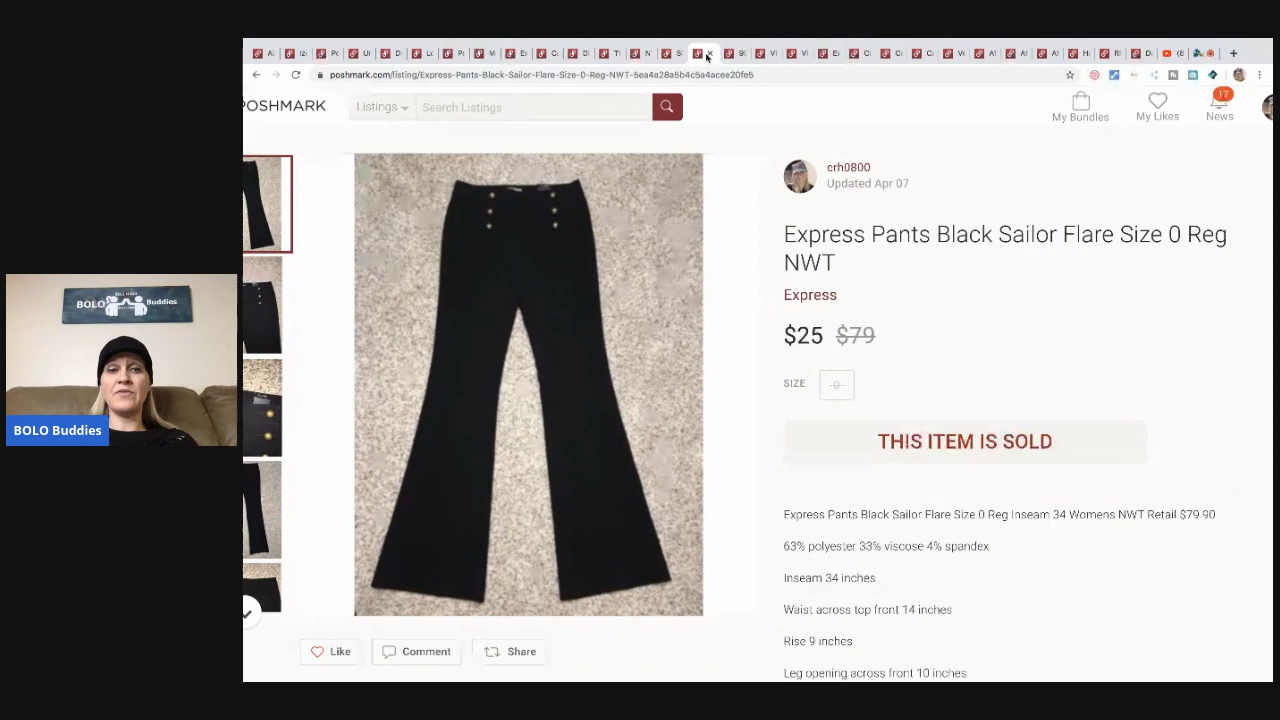 poshmark.com/listing/Express-Pants-Black-Sailor-Flare-Size-0-Reg-NWT-5ea4a28a5b4c5a4acee20fe5
POSHMARK
Listings
Search Listings
My Bundles
My Likes
17
News
crh0800
Updated Apr 07
Express Pants Black Sailor Flare Size 0 Reg
NWT
Express
$25 $79
SIZE
-0-
THIS ITEM IS SOLD
Express Pants Black Sailor Flare Size 0 Reg Inseam 34 Womens NWT Retail $79.90
63% polyester 33% viscose 4% spandex
Inseam 34 inches
Waist across top front 14 inches
Rise 9 inches
Leg opening across front 10 inches
Like
Comment
Share
BOLO Buddies
BOLO Buddies